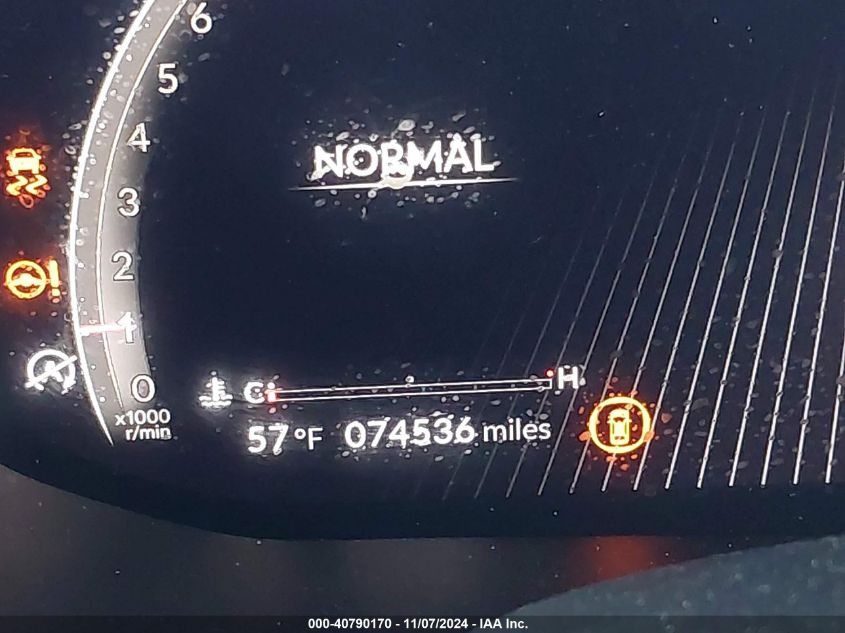 6
5
4
3
2
1
0
x1000
r/min
NORMAL
C H
57 °F 074536 miles
000-40790170 - 11/07/2024 - IAA Inc.